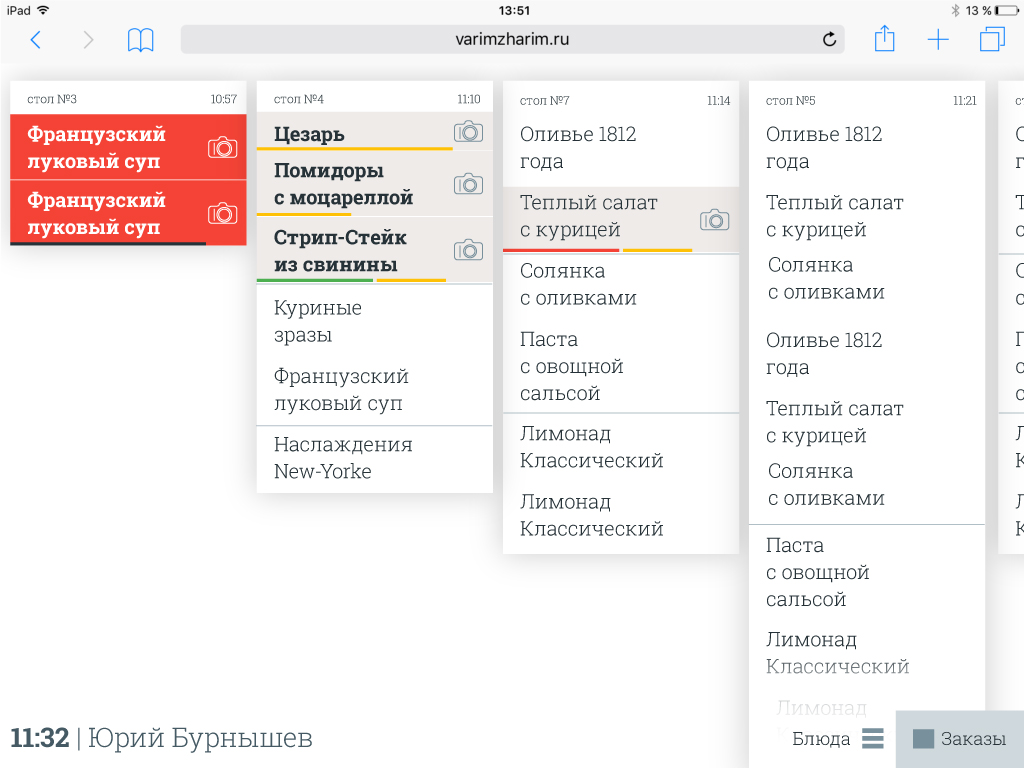 iPad
13:51
13 %
varimzharim.ru
стол №3 10:57
Французский
луковый суп
Французский
луковый суп
стол №4 11:10
Цезарь
Помидоры
с моцареллой
Стрип-Стейк
из свинины
Куриные
зразы
Французский
луковый суп
Наслаждения
New-Yorke
стол №7 11:14
Оливье 1812
года
Теплый салат
с курицей
Солянка
с оливками
Паста
с овощной
сальсой
Лимонад
Классический
Лимонад
Классический
стол №5 11:21
Оливье 1812
года
Теплый салат
с курицей
Солянка
с оливками
Оливье 1812
года
Теплый салат
с курицей
Солянка
с оливками
Паста
с овощной
сальсой
Лимонад
Классический
Лимонад
11:32 | Юрий Бурнышев
Блюда
Заказы